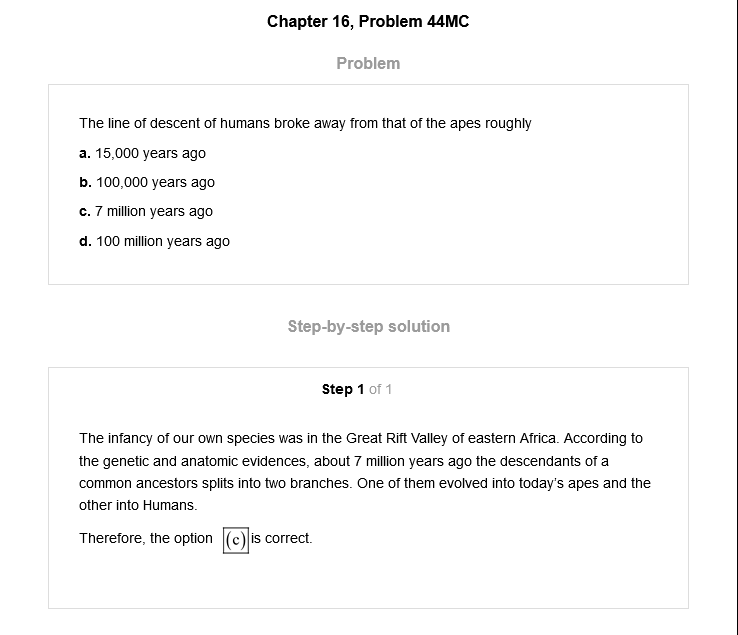 Chapter 16, Problem 44MC
Problem
The line of descent of humans broke away from that of the apes roughly
a. 15,000 years ago
b. 100,000 years ago
c. 7 million years ago
d. 100 million years ago
Step-by-step solution
Step 1 of 1
The infancy of our own species was in the Great Rift Valley of eastern Africa. According to
the genetic and anatomic evidences, about 7 million years ago the descendants of a
common ancestors splits into two branches. One of them evolved into today’s apes and the
other into Humans.
Therefore, the option (c) is correct.